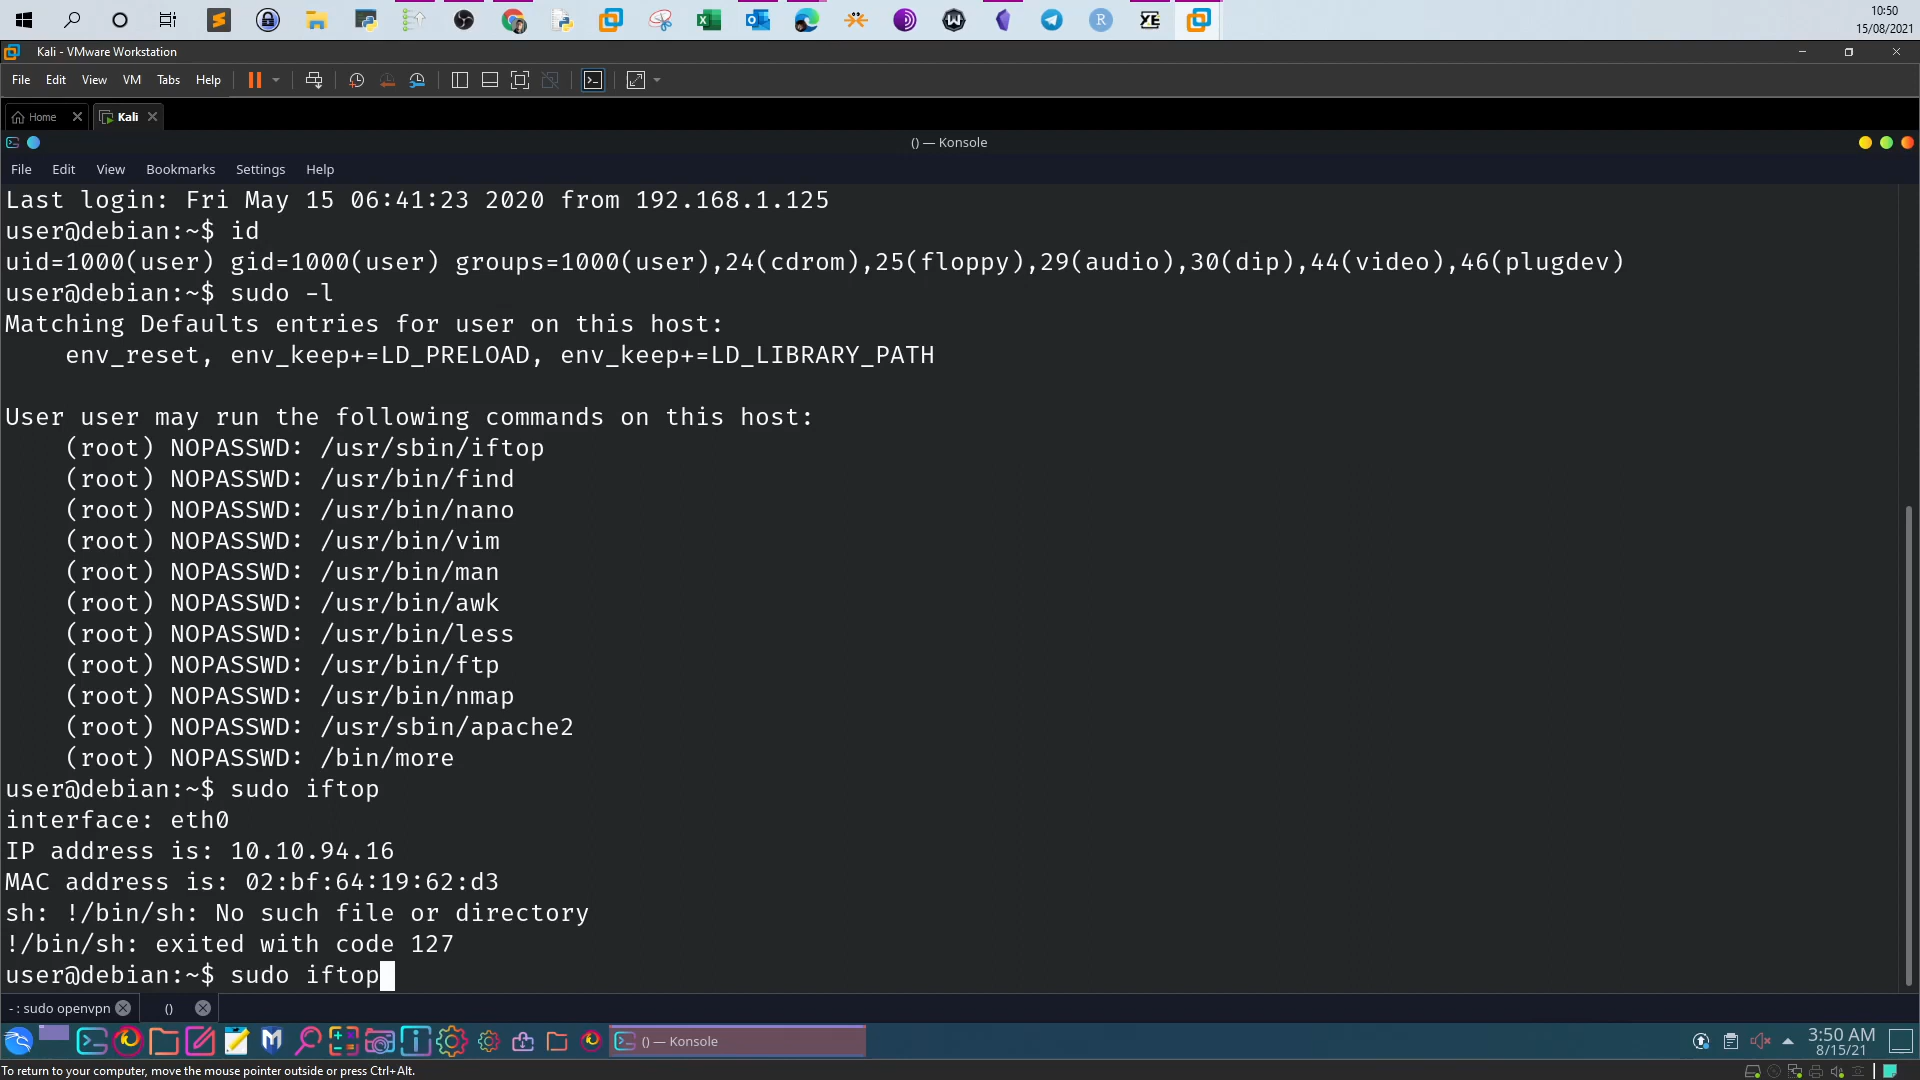 10:50
15/08/2021
Kali - VMware Workstation
File Edit View VM Tabs Help
Home Kali
() — Konsole
File Edit View Bookmarks Settings Help
Last login: Fri May 15 06:41:23 2020 from 192.168.1.125
user@debian:~$ id
uid=1000(user) gid=1000(user) groups=1000(user),24(cdrom),25(floppy),29(audio),30(dip),44(video),46(plugdev)
user@debian:~$ sudo -l
Matching Defaults entries for user on this host:
env_reset, env_keep+=LD_PRELOAD, env_keep+=LD_LIBRARY_PATH
User user may run the following commands on this host:
(root) NOPASSWD: /usr/sbin/iftop
(root) NOPASSWD: /usr/bin/find
(root) NOPASSWD: /usr/bin/nano
(root) NOPASSWD: /usr/bin/vim
(root) NOPASSWD: /usr/bin/man
(root) NOPASSWD: /usr/bin/awk
(root) NOPASSWD: /usr/bin/less
(root) NOPASSWD: /usr/bin/ftp
(root) NOPASSWD: /usr/bin/nmap
(root) NOPASSWD: /usr/sbin/apache2
(root) NOPASSWD: /bin/more
user@debian:~$ sudo iftop
interface: eth0
IP address is: 10.10.94.16
MAC address is: 02:bf:64:19:62:d3
sh: !/bin/sh: No such file or directory
!/bin/sh: exited with code 127
user@debian:~$ sudo iftop
- : sudo openvpn ()
() — Konsole
3:50 AM
8/15/21
To return to your computer, move the mouse pointer outside or press Ctrl+Alt.